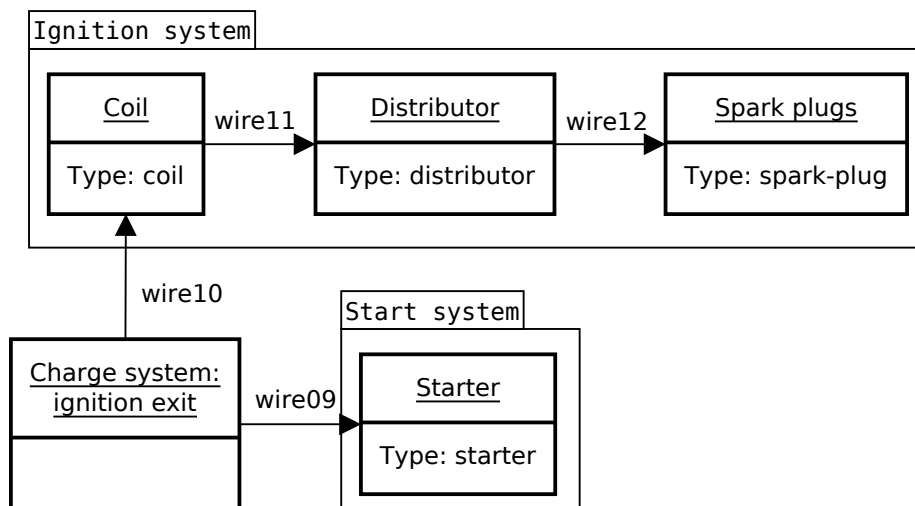 Ignition system
Coil
Type: coil
wire11
Distributor
Type: distributor
wire12
Spark plugs
Type: spark-plug
wire10
Charge system:
ignition exit
wire09
Start system
Starter
Type: starter